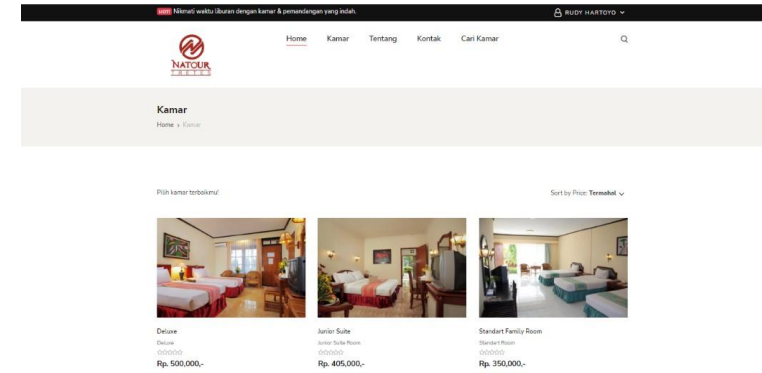 HOT! Nikmati waktu liburan dengan kamar & pemandangan yang indah.
RUDY HARTOYO
NATOUR
TRETES
Home Kamar Tentang Kontak Cari Kamar
Kamar
Home › Kamar
Pilih kamar terbaikmu!
Sort by Price: Termahal
Deluxe
Deluxe
Rp. 500,000,-
Junior Suite
Junior Suite Room
Rp. 405,000,-
Standart Family Room
Standart Room
Rp. 350,000,-